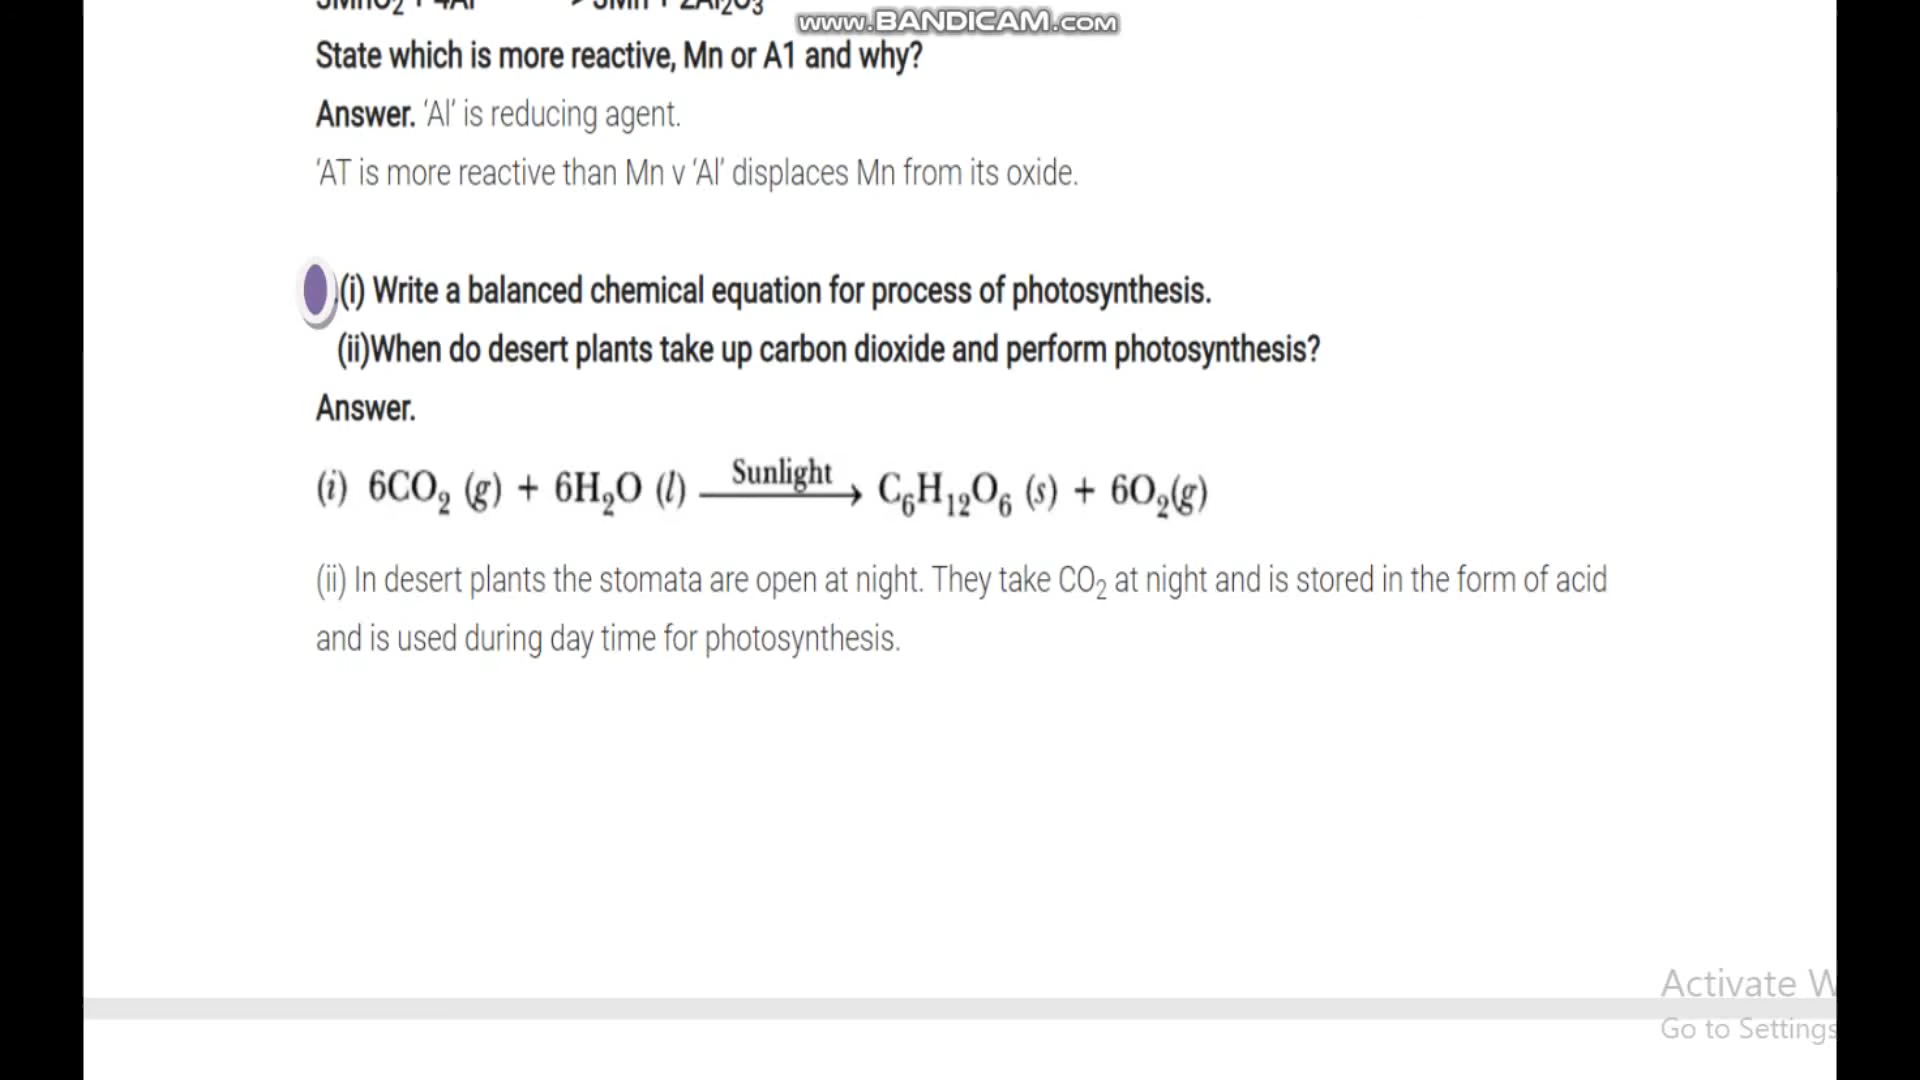 3MnO2 + 4Al > 3Mn + 2Al2O3
www.BANDICAM.com
State which is more reactive, Mn or A1 and why?
Answer. ‘Al’ is reducing agent.
‘AT is more reactive than Mn v ‘Al’ displaces Mn from its oxide.
(i) Write a balanced chemical equation for process of photosynthesis.
(ii)When do desert plants take up carbon dioxide and perform photosynthesis?
Answer.
(i) 6CO₂ (g) + 6H₂O (l) —Sunlight→ C₆H₁₂O₆ (s) + 6O₂(g)
(ii) In desert plants the stomata are open at night. They take CO₂ at night and is stored in the form of acid
and is used during day time for photosynthesis.
Activate W
Go to Settings